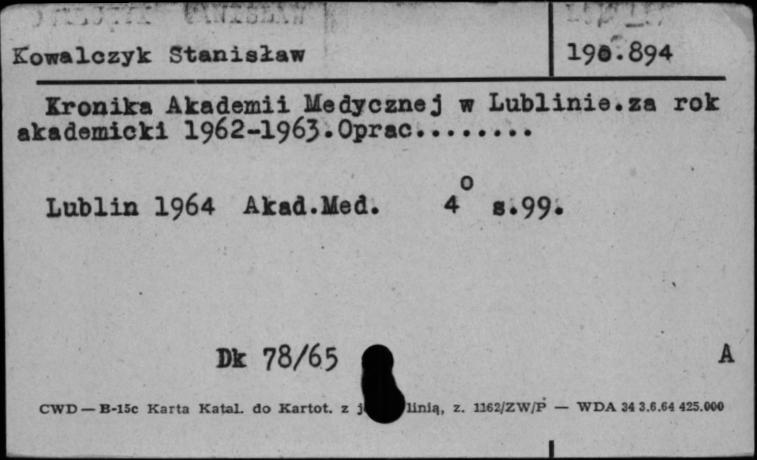 Kowalczyk Stanisław 190.894
Kronika Akademii Medycznej w Lublinie.za rok
akademicki 1962-1963.Oprac........
Lublin 1964 Akad.Med. 4° s.99.
Dk 78/65 A
CWD — B-15c Karta Katal. do Kartot. z linią, z. 1162/ZW/P — WDA 34 3.6.64 425.000